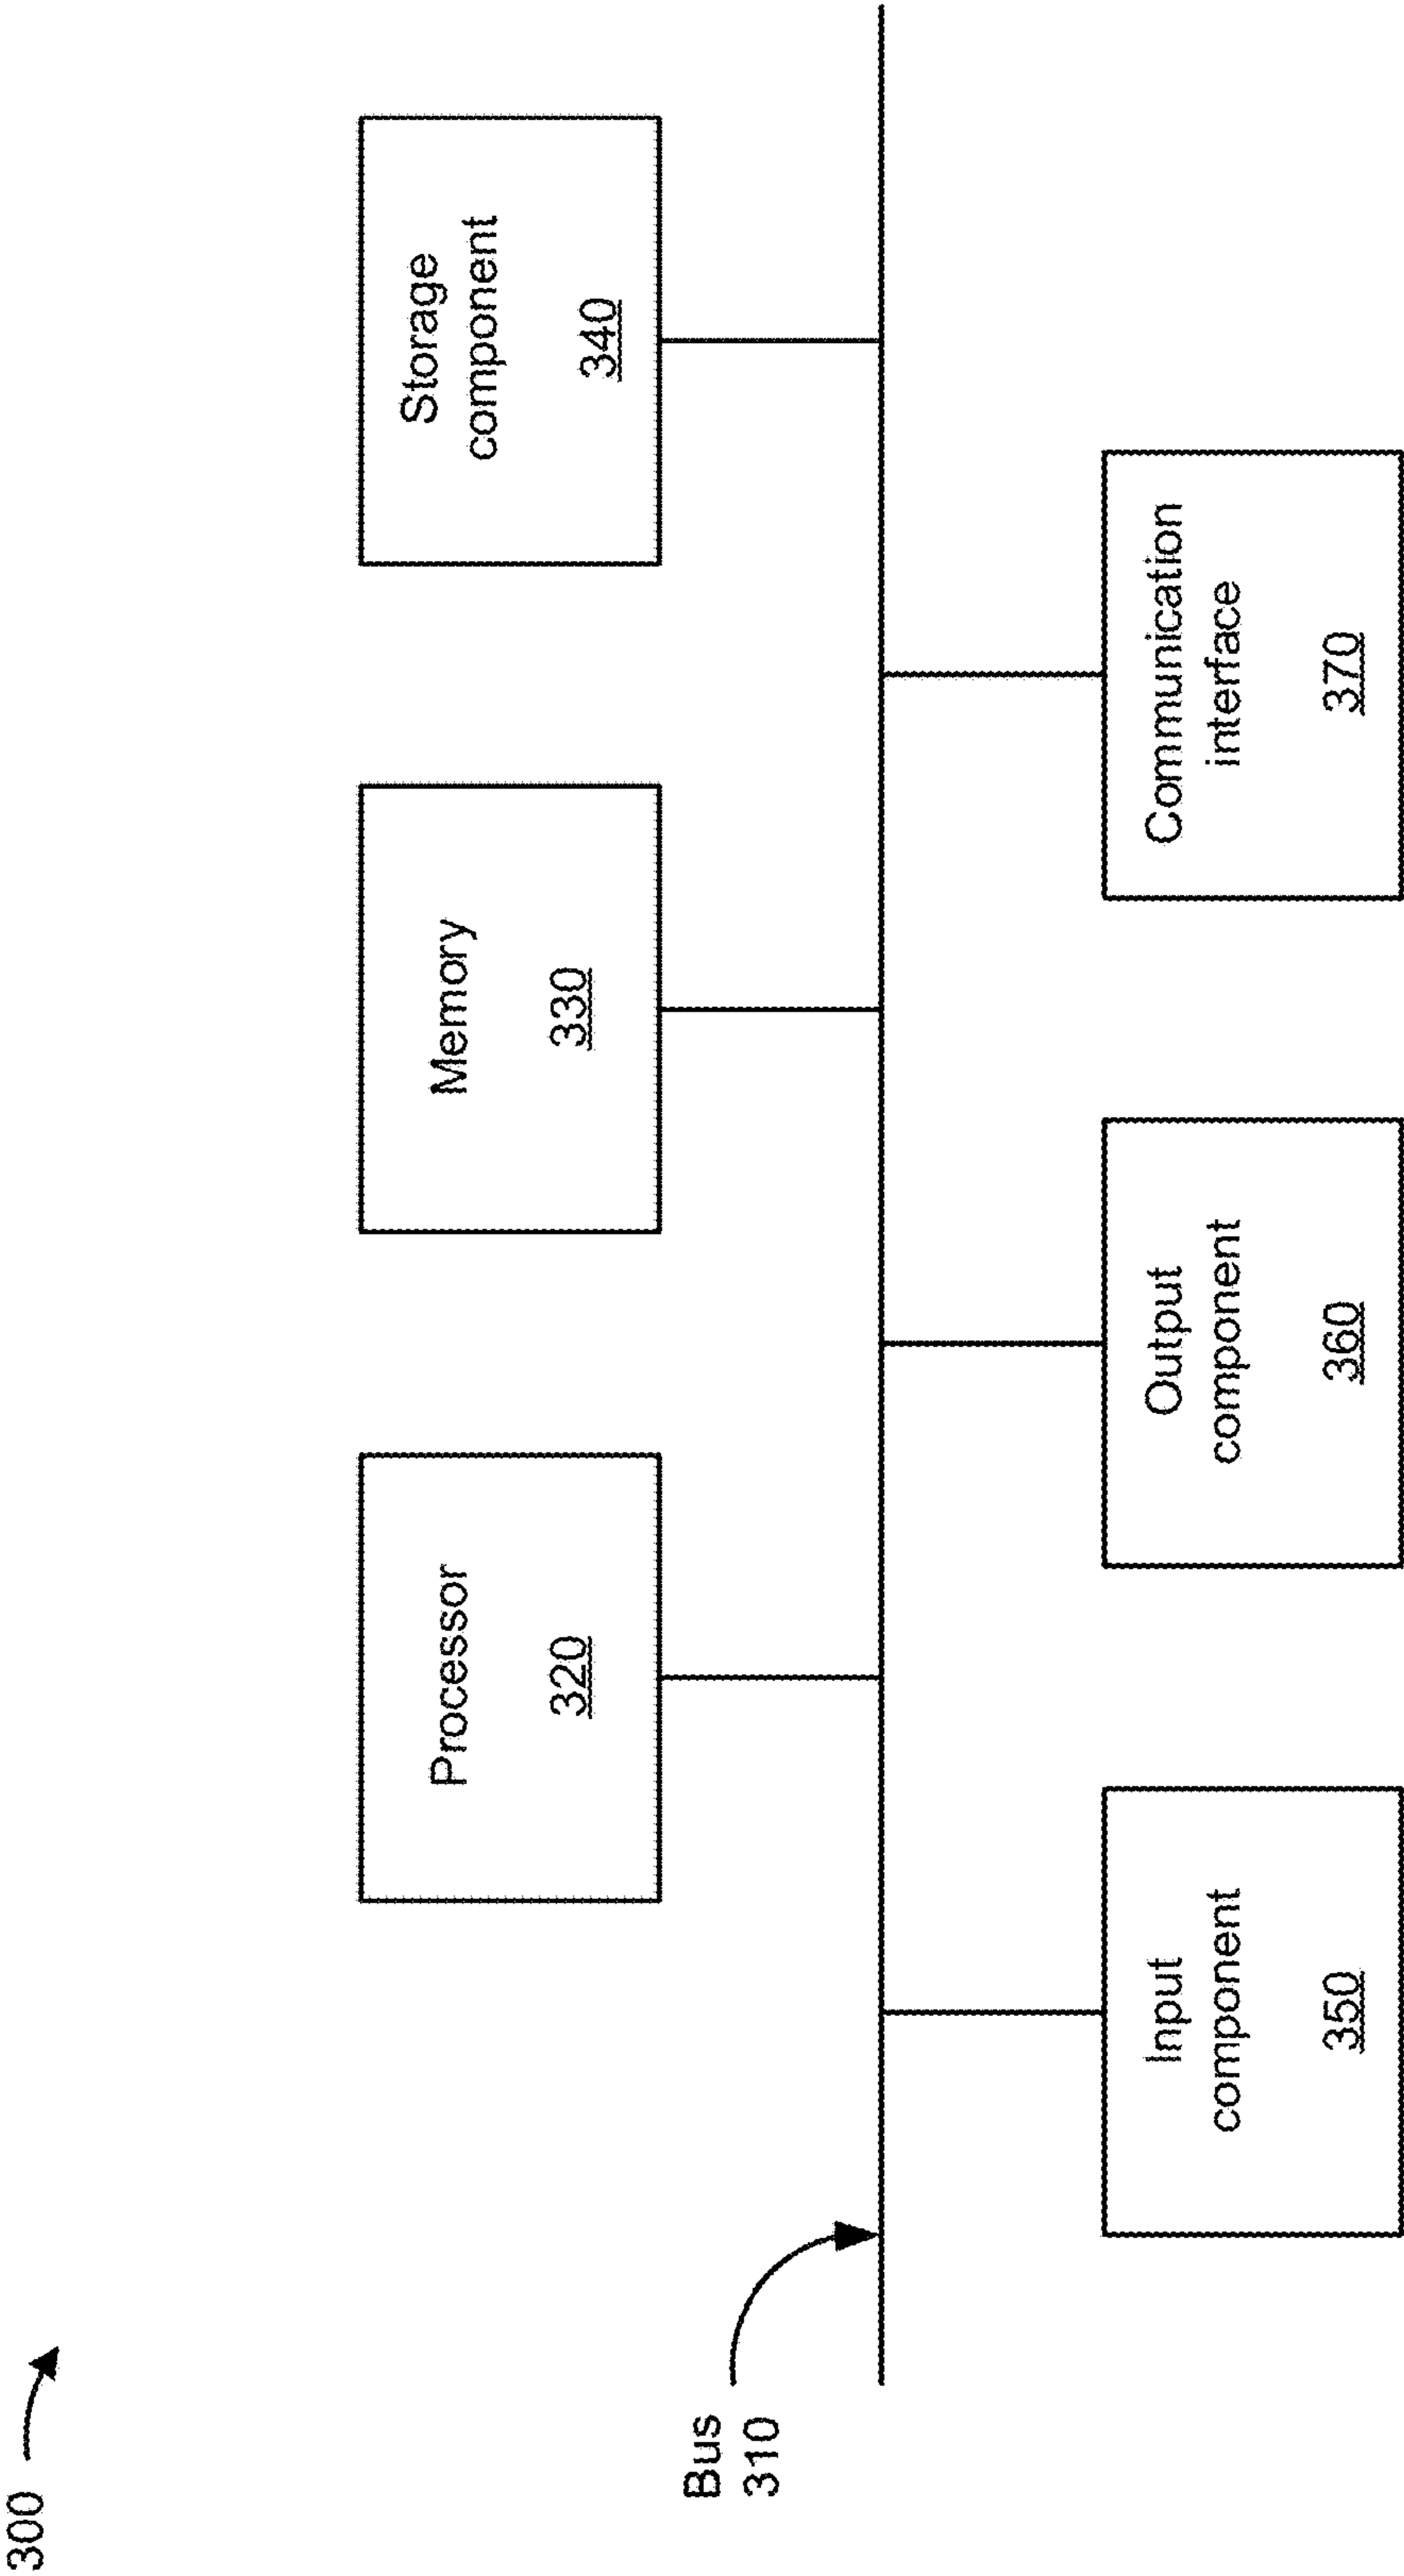 300
Bus
310
Processor
320
Memory
330
Storage
component
340
Input
component
350
Output
component
360
Communication
interface
370